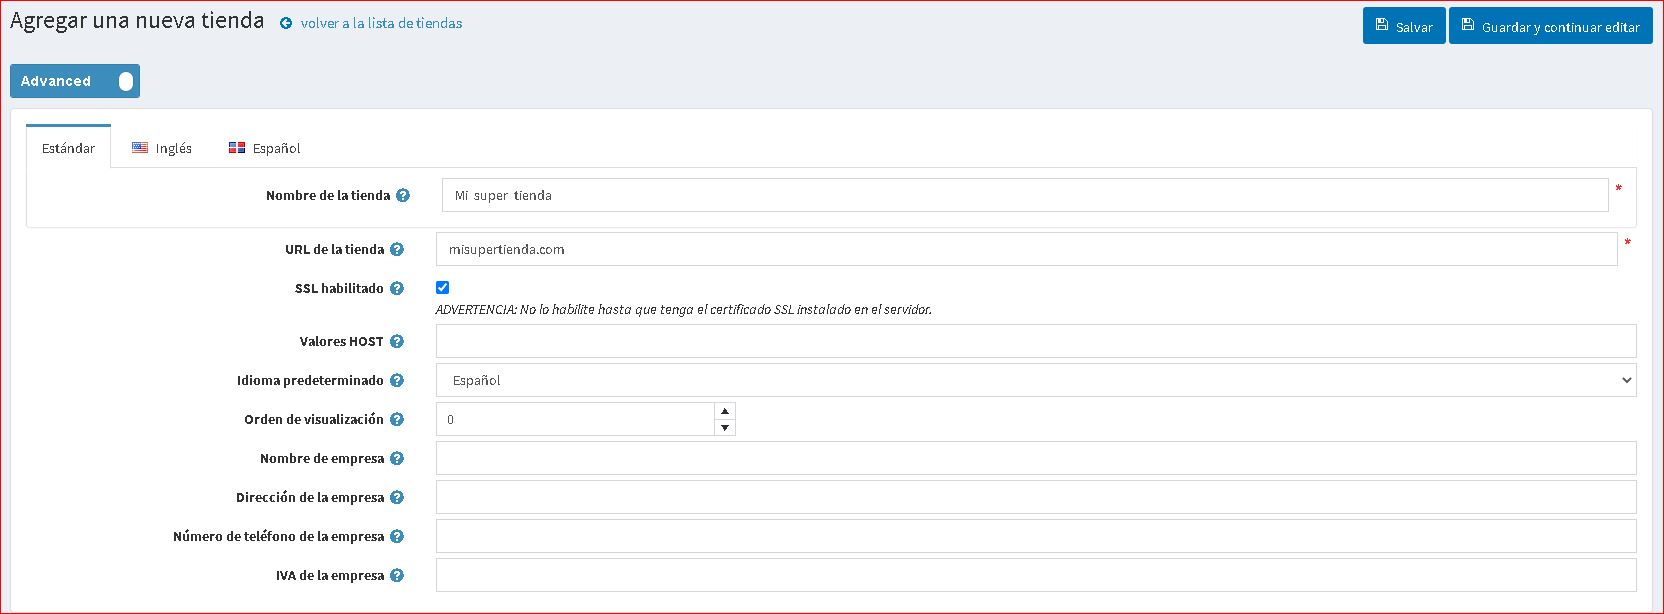 Agregar una nueva tienda volver a la lista de tiendas Salvar Guardar y continuar editar
Advanced
Estándar Inglés Español
Nombre de la tienda ? Mi super tienda *
URL de la tienda ? misupertienda.com *
SSL habilitado ?
ADVERTENCIA: No lo habilite hasta que tenga el certificado SSL instalado en el servidor.
Valores HOST ?
Idioma predeterminado ? Español
Orden de visualización ? 0
Nombre de empresa ?
Dirección de la empresa ?
Número de teléfono de la empresa ?
IVA de la empresa ?